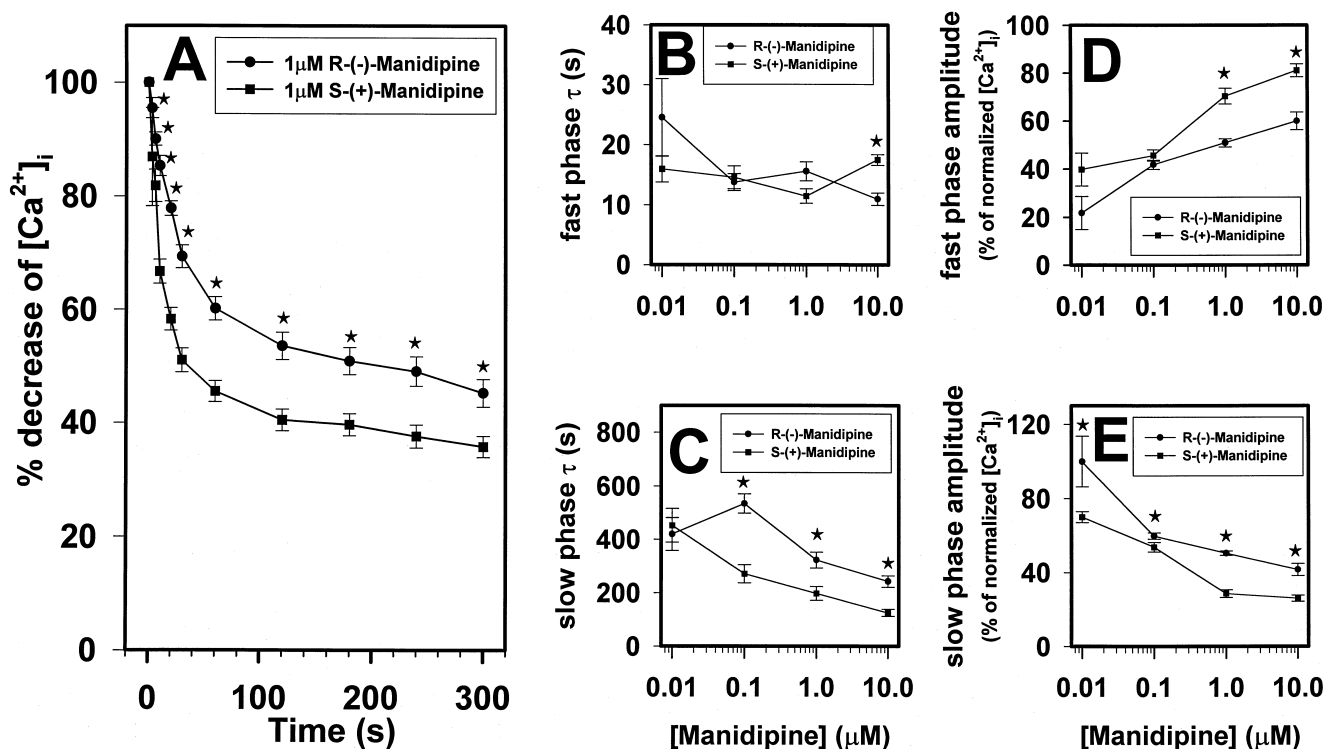 A
1µM R-(-)-Manidipine
1µM S-(+)-Manidipine
% decrease of [Ca²⁺]ᵢ
100
80
60
40
20
0
★ ★ ★ ★ ★ ★ ★ ★ ★ ★
0 100 200 300
Time (s)
B
R-(-)-Manidipine
S-(+)-Manidipine
fast phase τ (s)
40
30
20
10
0
★
0.01 0.1 1.0 10.0
D
R-(-)-Manidipine
S-(+)-Manidipine
fast phase amplitude
(% of normalized [Ca²⁺]ᵢ
100
80
60
40
20
0
★ ★
0.01 0.1 1.0 10.0
C
R-(-)-Manidipine
S-(+)-Manidipine
slow phase τ (s)
800
600
400
200
0
★ ★ ★
0.01 0.1 1.0 10.0
[Manidipine] (µM)
E
R-(-)-Manidipine
S-(+)-Manidipine
slow phase amplitude
(% of normalized [Ca²⁺]ᵢ
120
80
40
0
★ ★ ★ ★
0.01 0.1 1.0 10.0
[Manidipine] (µM)